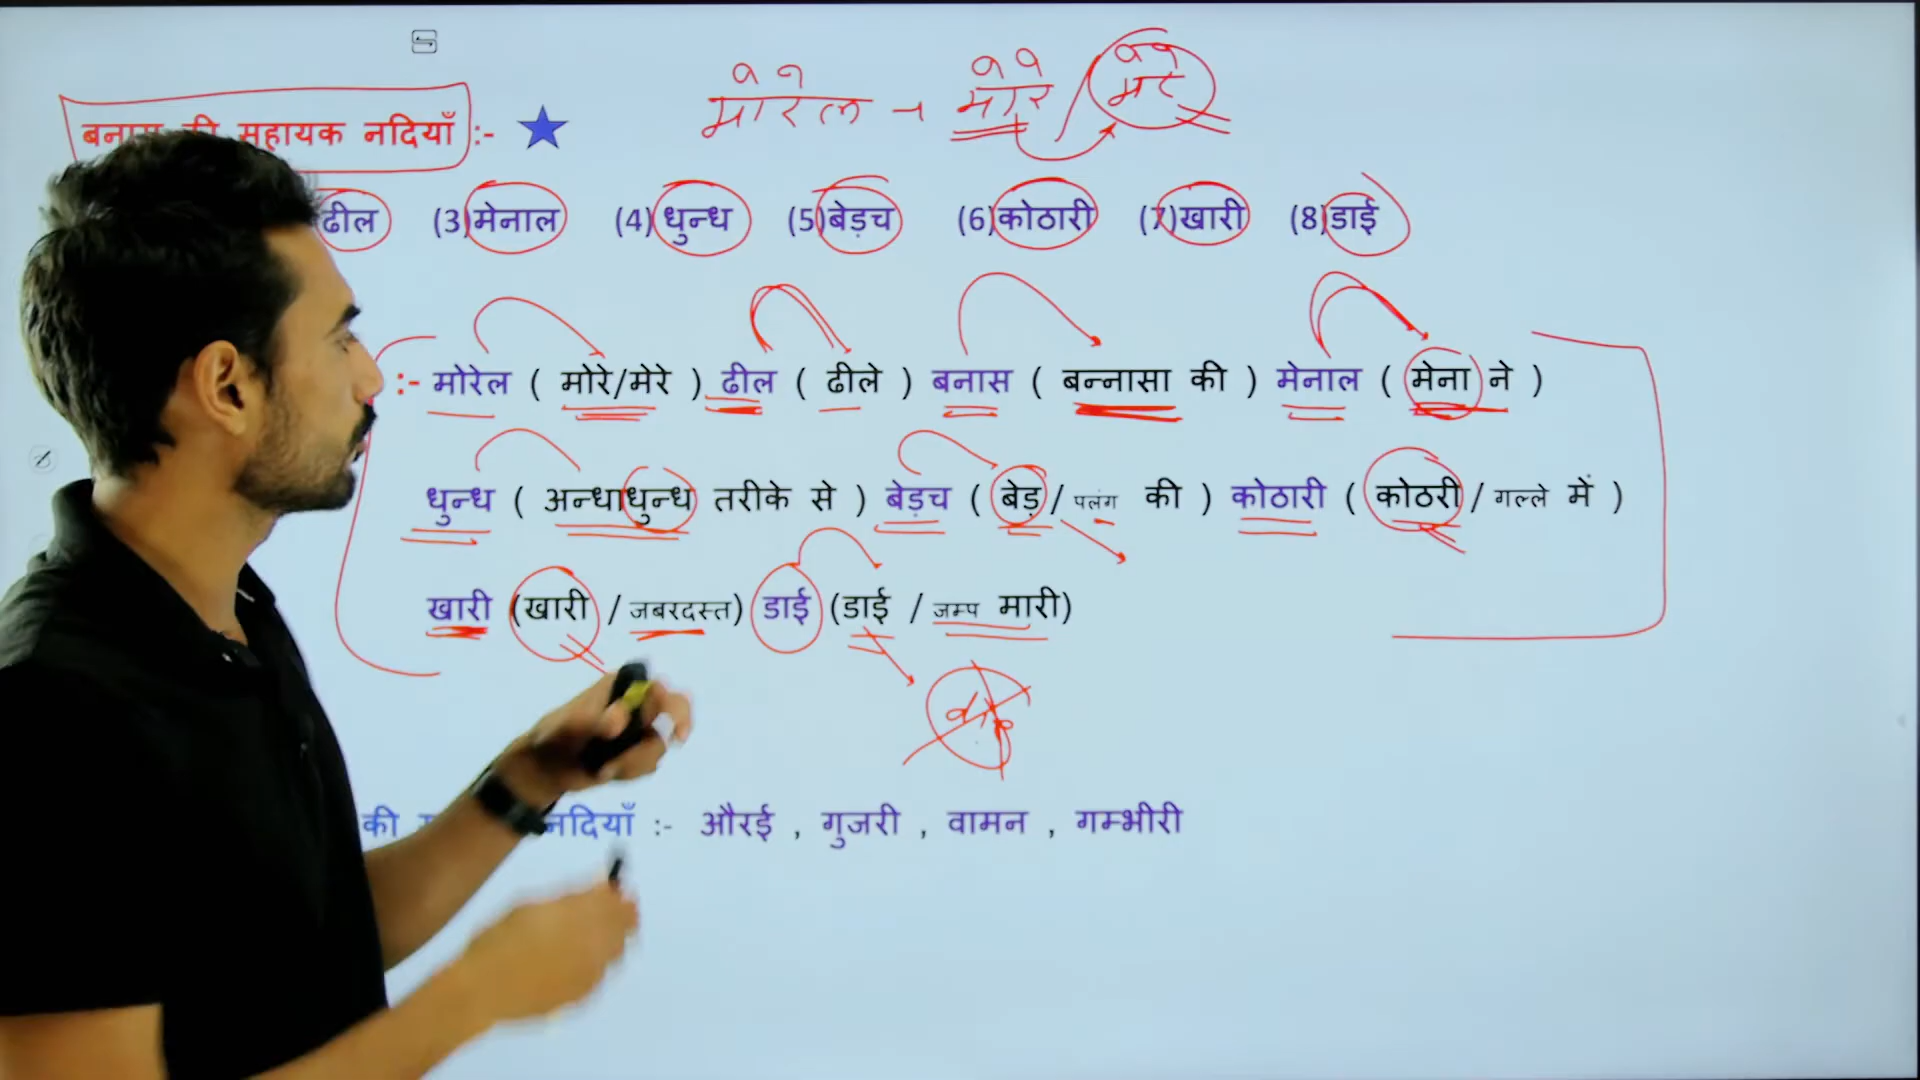 मोरेल → मोरे / मेरे
बनास की सहायक नदियाँ :-
ढील (3) मेनाल (4) धुन्ध (5) बेड़च (6) कोठारी (7) खारी (8) डाई
:- मोरेल ( मोरे/मेरे ) ढील ( ढीले ) बनास ( बन्नासा की ) मेनाल ( मेना ने )
धुन्ध ( अन्धाधुन्ध तरीके से ) बेड़च ( बेड़ / पलंग की ) कोठारी ( कोठरी / गल्ले में )
खारी (खारी / जबरदस्त) डाई (डाई / जम्प मारी)
की नदियाँ :- औरई , गुजरी , वामन , गम्भीरी